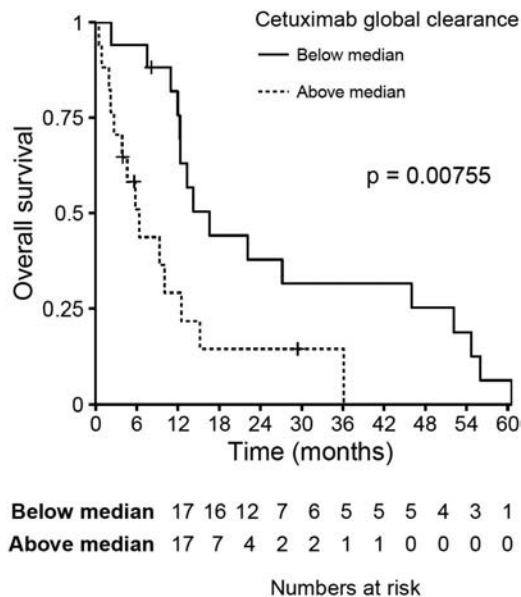 Cetuximab global clearance
Below median
Above median
p = 0.00755
Overall survival
1
0.75
0.5
0.25
0
0 6 12 18 24 30 36 42 48 54 60
Time (months)
Below median 17 16 12 7 6 5 5 5 4 3 1
Above median 17 7 4 2 2 1 1 0 0 0 0
Numbers at risk